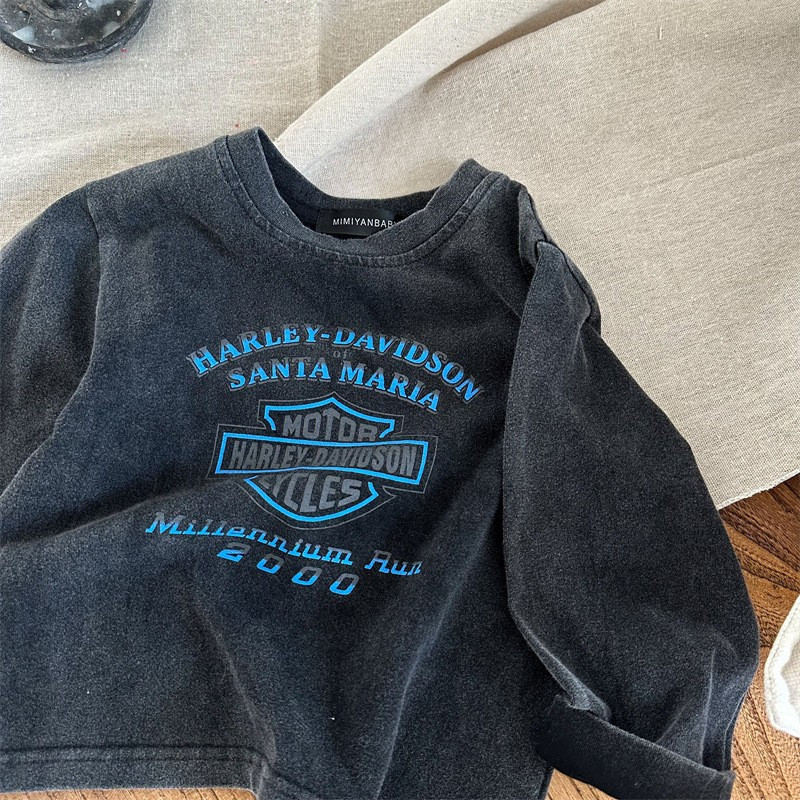 MIMIYANBABY
HARLEY-DAVIDSON
of
SANTA MARIA
MOTOR
HARLEY-DAVIDSON
CYCLES
Millennium Run
2000